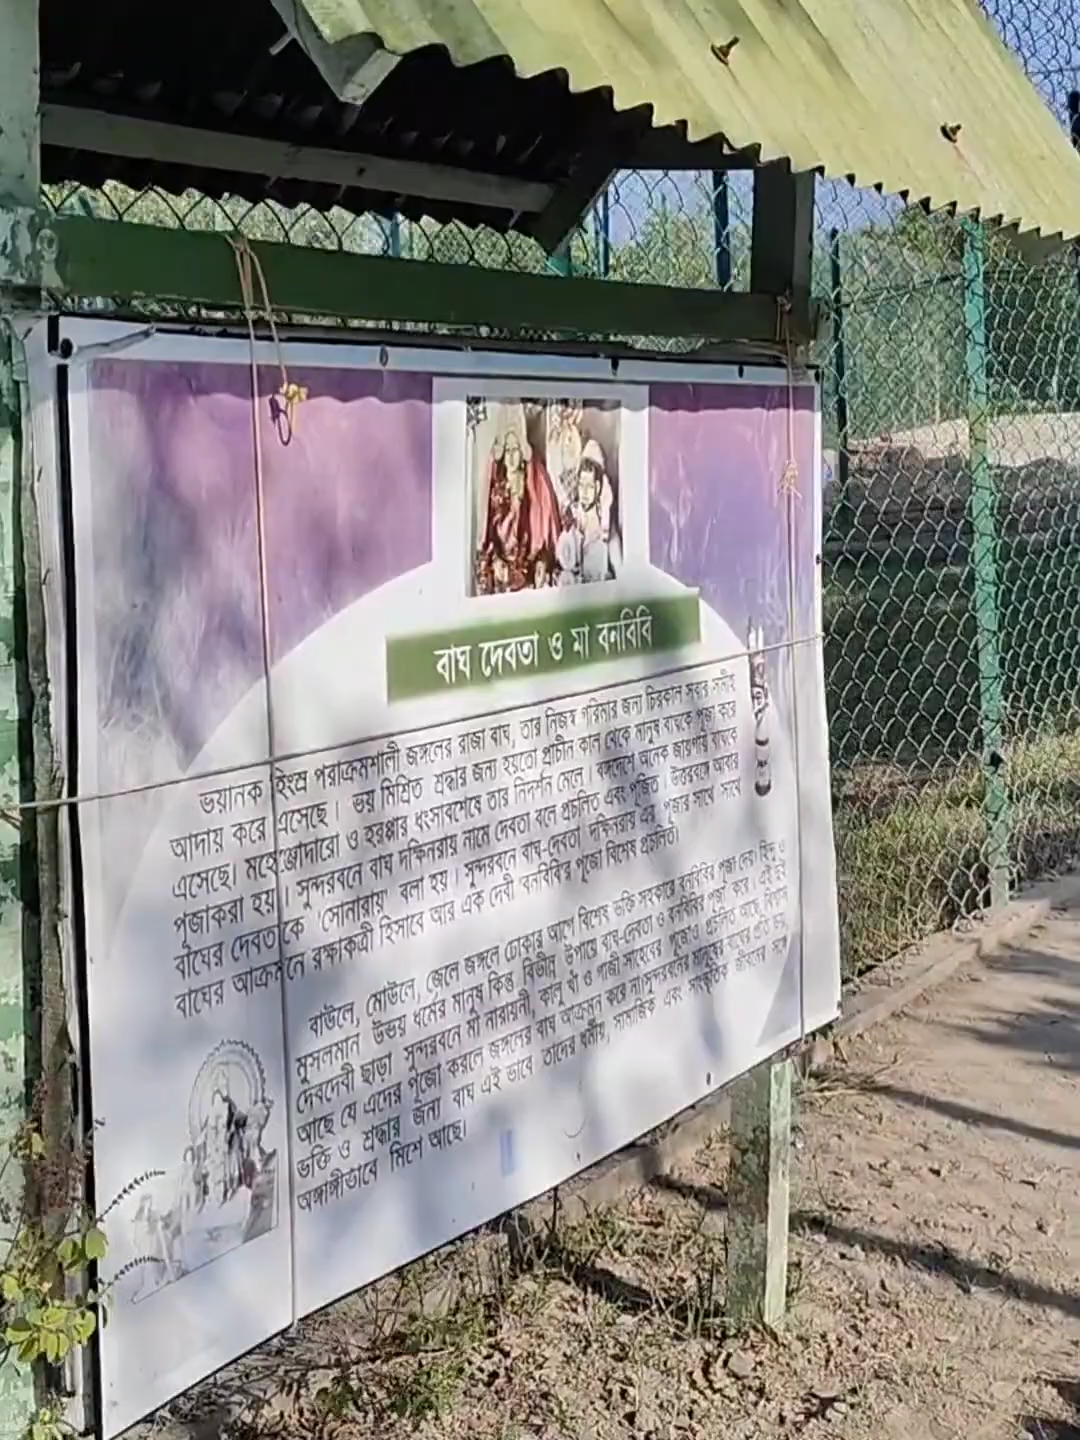 বাঘ দেবতা ও মা বনবিবি
ভয়ানক হিংস্র পরাক্রমশালী জঙ্গলের রাজা বাঘ, তার নিজস্ব গরিমার জন্য চিরকাল সবার সমীহ
আদায় করে এসেছে। ভয় মিশ্রিত শ্রদ্ধার জন্য হয়তো প্রাচীন কাল থেকে মানুষ বাঘকে পূজা করে
এসেছে। মহেঞ্জোদারো ও হরপ্পার ধংসাবশেষে তার নিদর্শন মেলে। বঙ্গদেশে অনেক জায়গায় বাঘকে
পূজাকরা হয়। সুন্দরবনে বাঘ দক্ষিনরায় নামে দেবতা বলে প্রচলিত এবং পূজিত। উত্তরবঙ্গে আবার
বাঘের দেবতাকে 'সোনারায়' বলা হয়। সুন্দরবনে বাঘ-দেবতা দক্ষিনরায় এর পূজার সাথে সাথে
বাঘের আক্রমনে রক্ষাকর্ত্রী হিসাবে আর এক দেবী 'বনবিবি'র পূজো বিশেষ প্রচলিত।
বাউলে, মৌউলে, জেলে জঙ্গলে ঢোকার আগে বিশেষ ভক্তি সহকারে বনবিবির পূজা দেয়। হিন্দু ও
মুসলমান উভয় ধর্মের মানুষ কিন্তু বিভীন্ন উপায়ে বাঘ-দেবতা ও বনবিবির পূজা করে। এই দুই
দেবদেবী ছাড়া সুন্দরবনে মা নারায়নী, কালু খাঁ ও গাজী সাহেবের পূজোও প্রচলিত আছে, বিশ্বাস
আছে যে এদের পূজো করলে জঙ্গলের বাঘ আক্রমন করে না।সুন্দরবনের মানুষের বাঘের প্রতি ভয়,
ভক্তি ও শ্রদ্ধার জন্য বাঘ এই ভাবে তাদের ধর্মীয়, সামাজিক এবং সাংস্কৃতিক জীবনের সঙ্গে
অঙ্গাঙ্গীভাবে মিশে আছে।